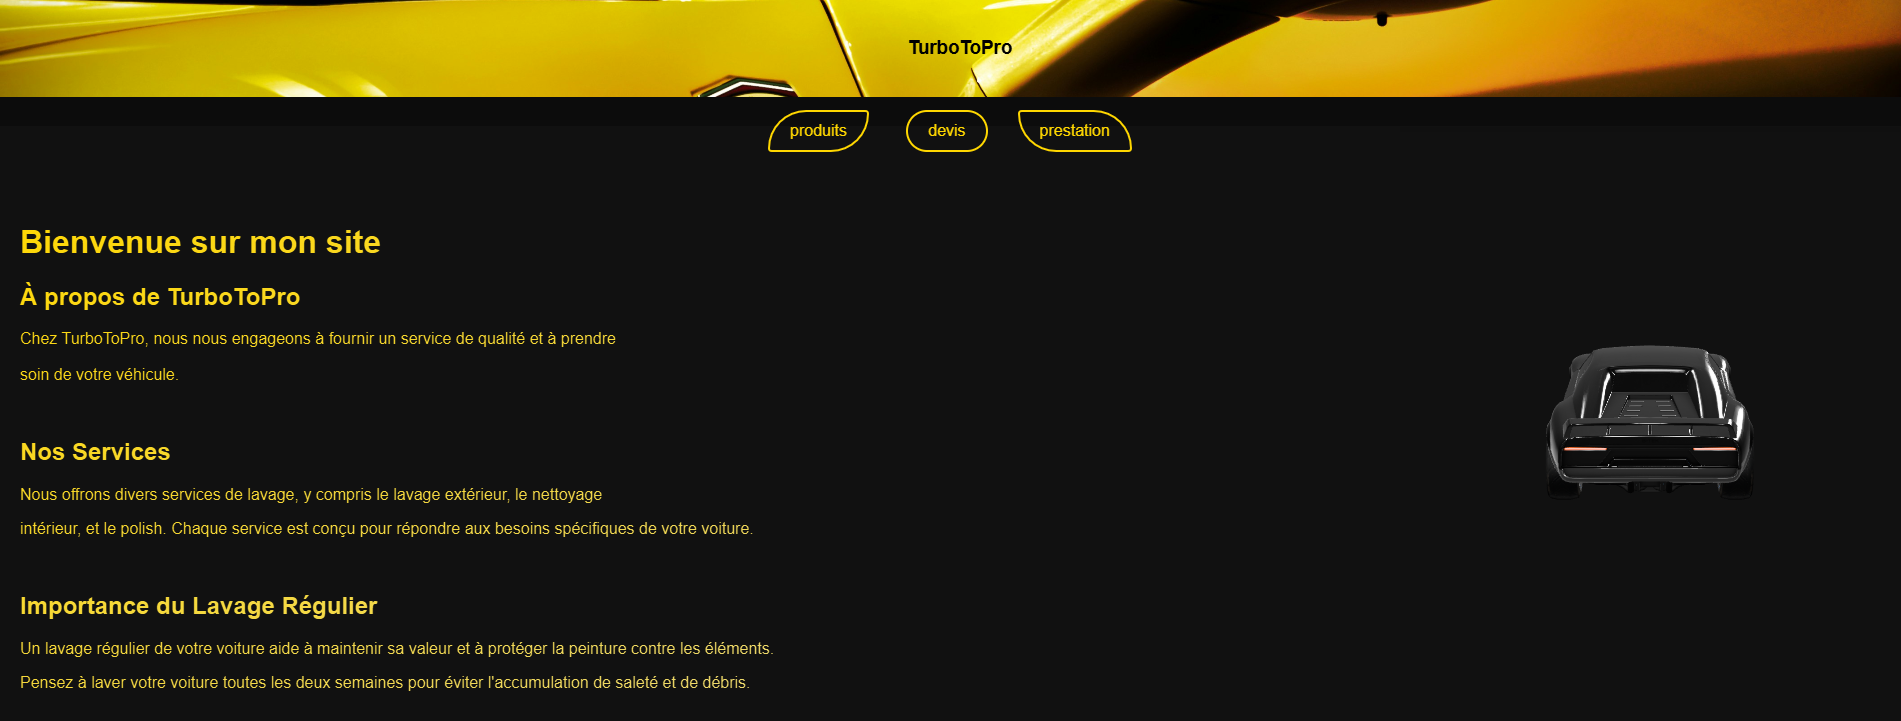 TurboToPro
produits
devis
prestation
Bienvenue sur mon site
À propos de TurboToPro
Chez TurboToPro, nous nous engageons à fournir un service de qualité et à prendre
soin de votre véhicule.
Nos Services
Nous offrons divers services de lavage, y compris le lavage extérieur, le nettoyage
intérieur, et le polish. Chaque service est conçu pour répondre aux besoins spécifiques de votre voiture.
Importance du Lavage Régulier
Un lavage régulier de votre voiture aide à maintenir sa valeur et à protéger la peinture contre les éléments.
Pensez à laver votre voiture toutes les deux semaines pour éviter l'accumulation de saleté et de débris.